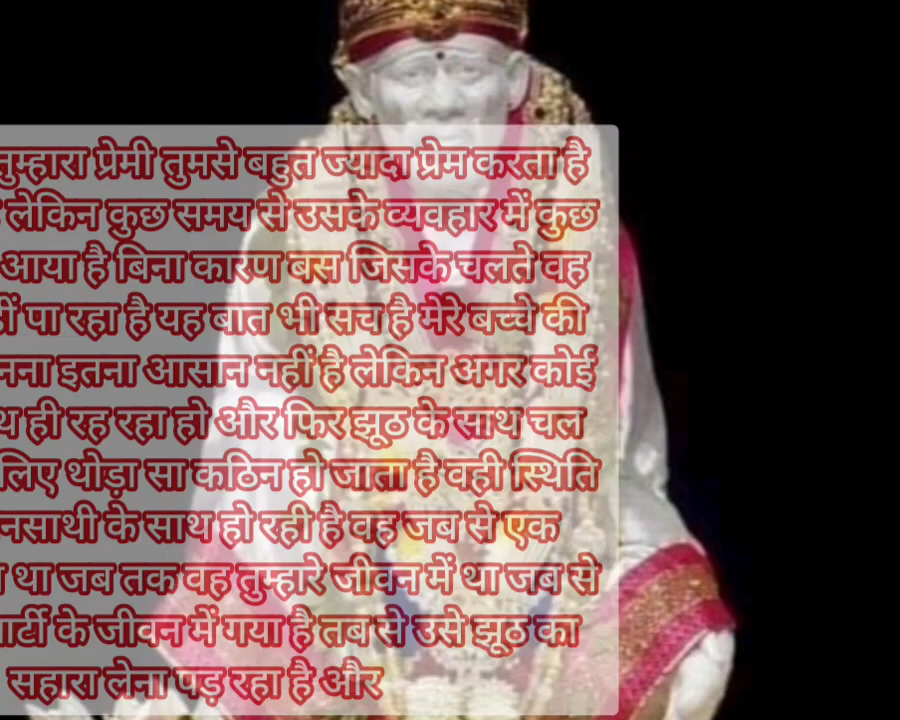 तुम्हारा प्रेमी तुमसे बहुत ज्यादा प्रेम करता है
लेकिन कुछ समय से उसके व्यवहार में कुछ
आया है बिना कारण बस जिसके चलते वह
पा रहा है यह बात भी सच है मेरे बच्चे की
इतना आसान नहीं है लेकिन अगर कोई
ही रह रहा हो और फिर झूठ के साथ चल
लिए थोड़ा सा कठिन हो जाता है वही स्थिति
के साथ हो रही है वह जब से एक
था जब तक वह तुम्हारे जीवन में था जब से
के जीवन में गया है तब से उसे झूठ का
सहारा लेना पड़ रहा है और